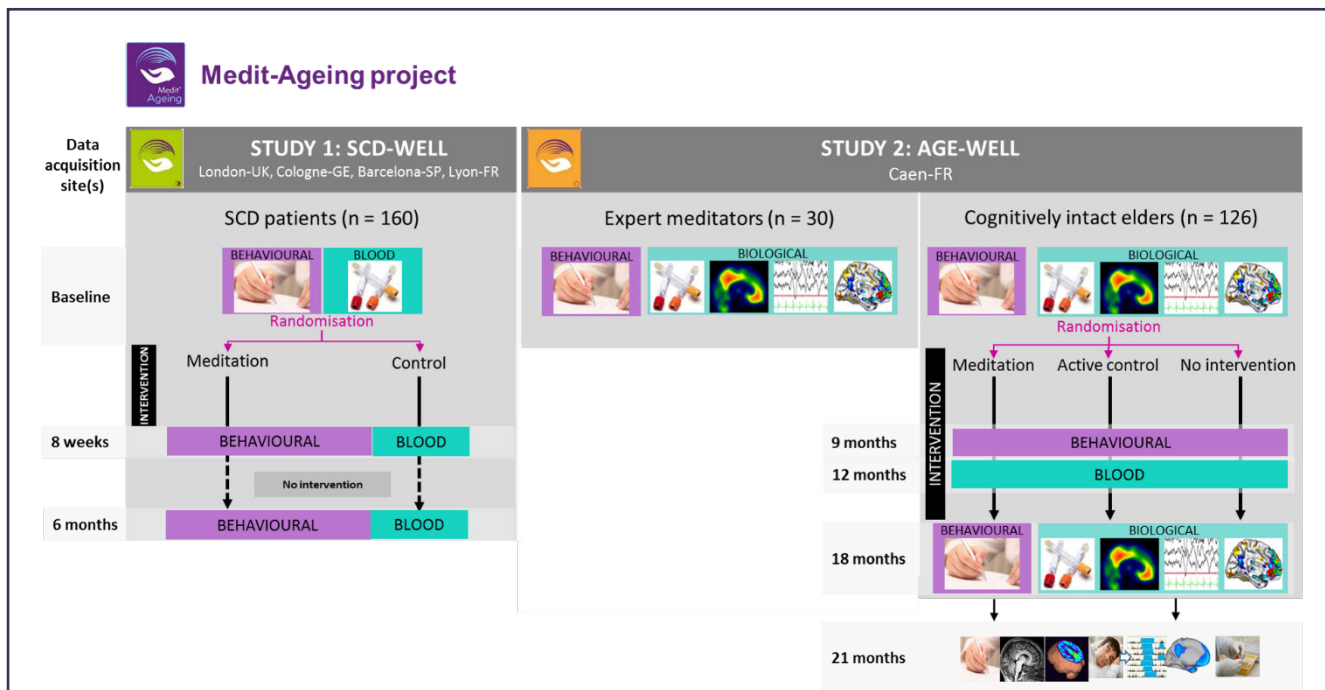 Medit'
Ageing
Medit-Ageing project
Data
acquisition
site(s)
STUDY 1: SCD-WELL
London-UK, Cologne-GE, Barcelona-SP, Lyon-FR
STUDY 2: AGE-WELL
Caen-FR
SCD patients (n = 160)
Expert meditators (n = 30)
Cognitively intact elders (n = 126)
Baseline
BEHAVIOURAL
BLOOD
BEHAVIOURAL
BIOLOGICAL
BEHAVIOURAL
BIOLOGICAL
Randomisation
Randomisation
INTERVENTION
Meditation
Control
INTERVENTION
Meditation
Active control
No intervention
8 weeks
BEHAVIOURAL
BLOOD
9 months
BEHAVIOURAL
12 months
BLOOD
No intervention
6 months
BEHAVIOURAL
BLOOD
18 months
BEHAVIOURAL
BIOLOGICAL
21 months